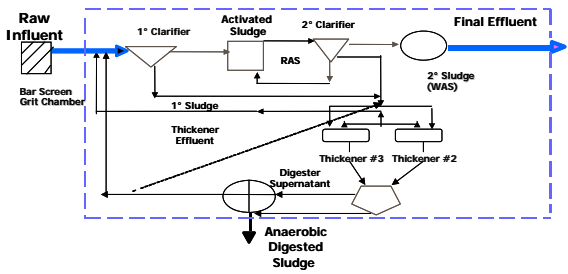 Raw
Influent
1° Clarifier
Activated
Sludge
2° Clarifier
Final Effluent
RAS
Bar Screen
Grit Chamber
2° Sludge
(WAS)
1° Sludge
Thickener
Effluent
Thickener #3
Thickener #2
Digester
Supernatant
Anaerobic
Digested
Sludge